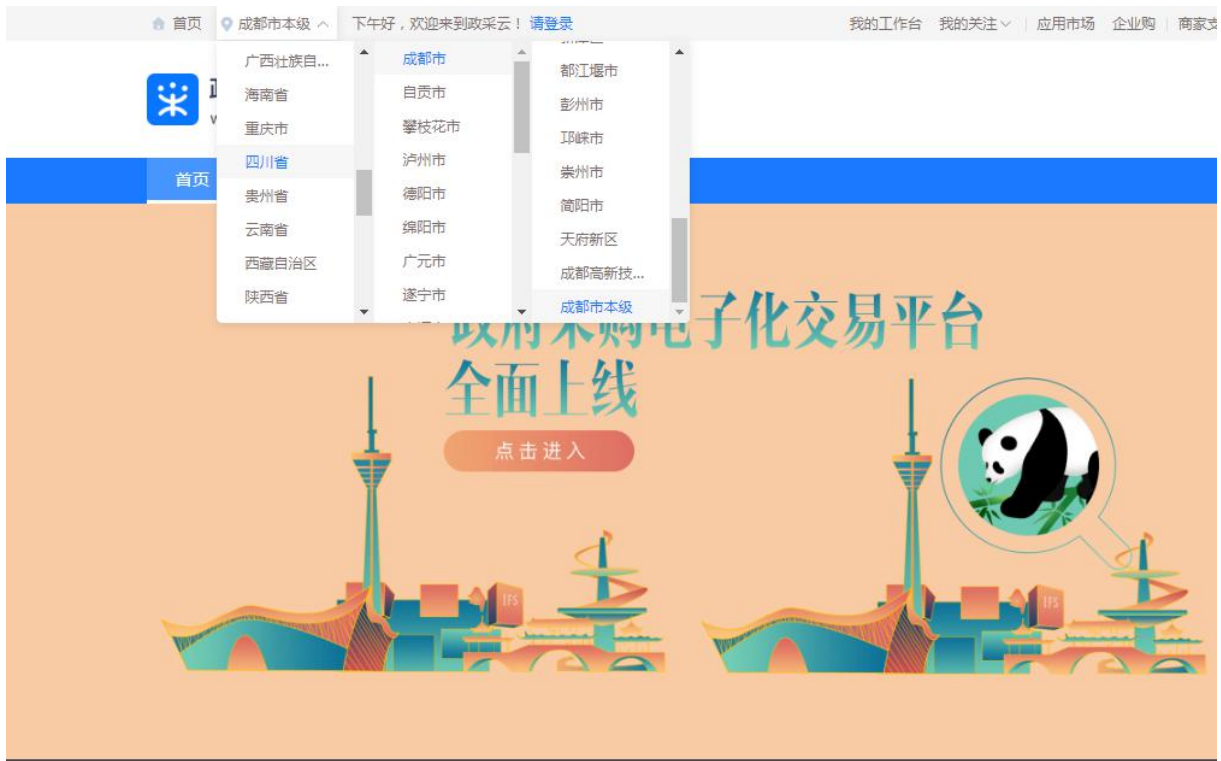 首页
成都市本级
下午好，欢迎来到政采云！请登录
我的工作台
我的关注
应用市场
企业购
商家支
广西壮族自...
海南省
重庆市
四川省
贵州省
云南省
西藏自治区
陕西省
成都市
自贡市
攀枝花市
泸州市
德阳市
绵阳市
广元市
遂宁市
都江堰市
彭州市
邛崃市
崇州市
简阳市
天府新区
成都高新技...
成都市本级
首页
政府采购电子化交易平台
全面上线
点击进入
IFS
IFS